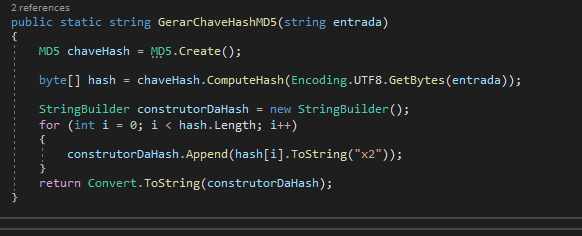 2 references
public static string GerarChaveHashMD5(string entrada)
{
MD5 chaveHash = MD5.Create();
byte[] hash = chaveHash.ComputeHash(Encoding.UTF8.GetBytes(entrada));
StringBuilder construtorDaHash = new StringBuilder();
for (int i = 0; i < hash.Length; i++)
{
construtorDaHash.Append(hash[i].ToString("x2"));
}
return Convert.ToString(construtorDaHash);
}